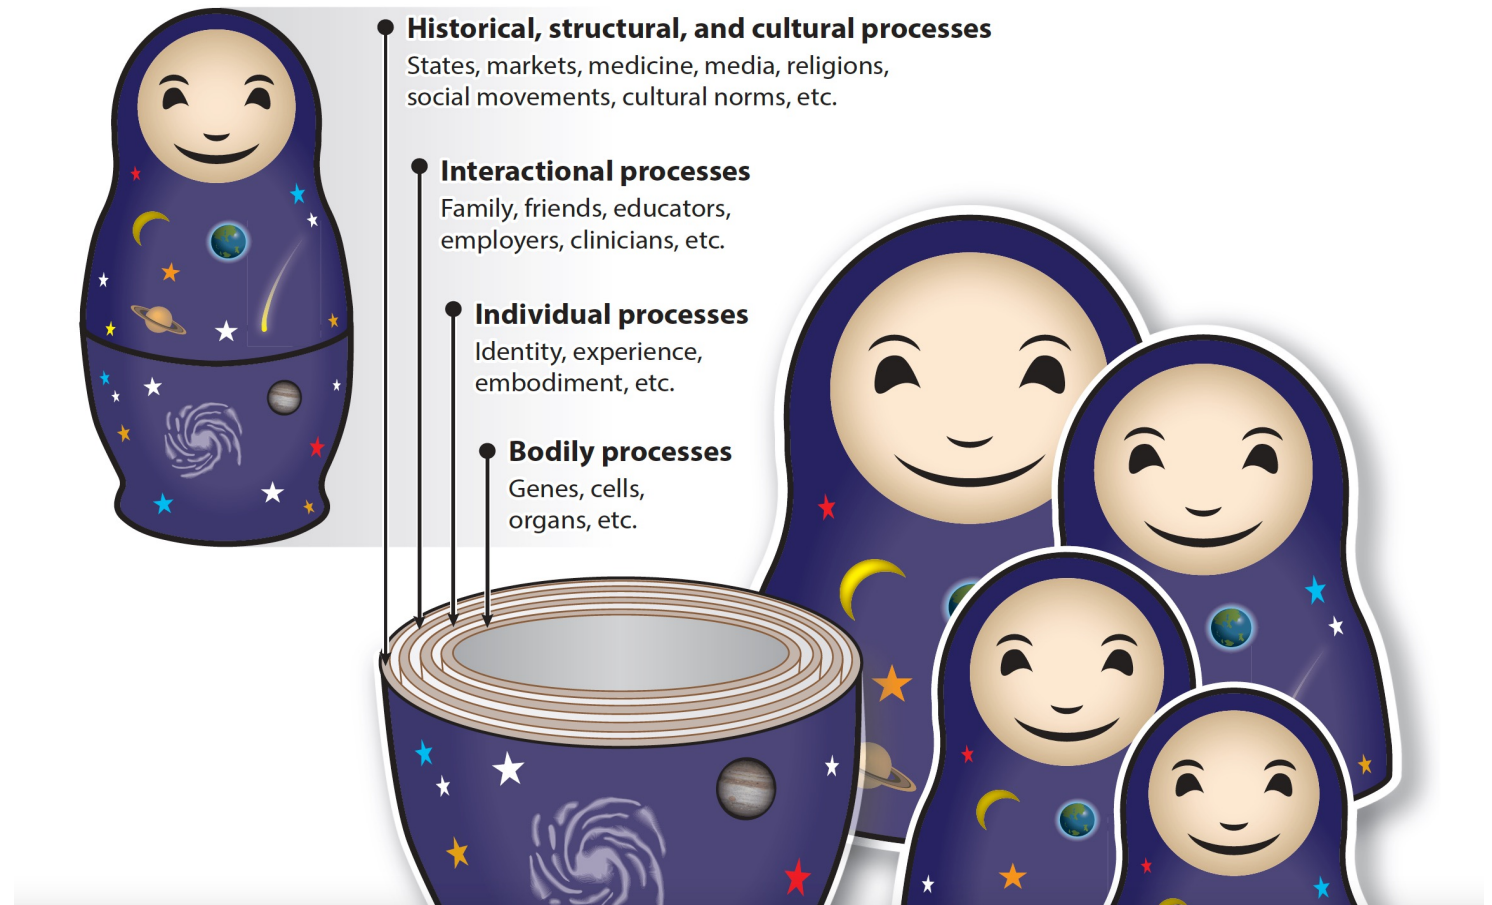 Historical, structural, and cultural processes
States, markets, medicine, media, religions,
social movements, cultural norms, etc.
Interactional processes
Family, friends, educators,
employers, clinicians, etc.
Individual processes
Identity, experience,
embodiment, etc.
Bodily processes
Genes, cells,
organs, etc.